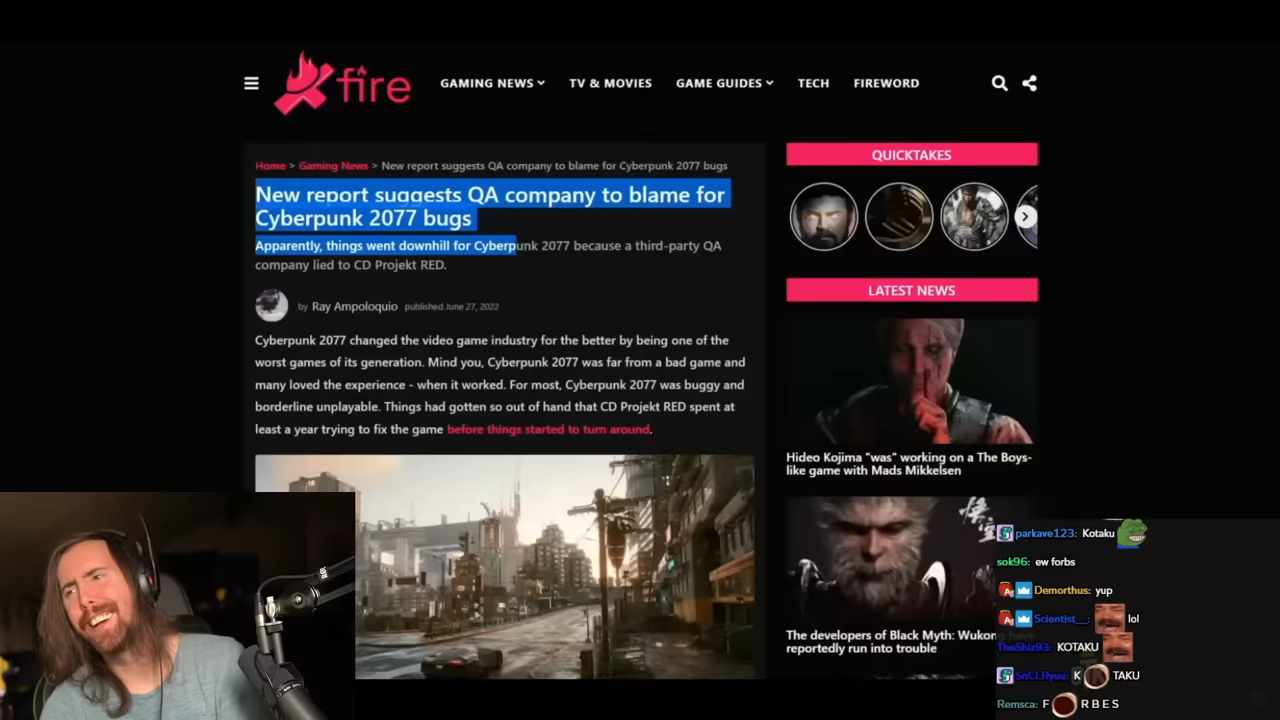 fire
GAMING NEWS
TV & MOVIES
GAME GUIDES
TECH
FIREWORD
Home > Gaming News > New report suggests QA company to blame for Cyberpunk 2077 bugs
New report suggests QA company to blame for
Cyberpunk 2077 bugs
Apparently, things went downhill for Cyberpunk 2077 because a third-party QA
company lied to CD Projekt RED.
by Ray Ampoloquio published June 27, 2022
Cyberpunk 2077 changed the video game industry for the better by being one of the
worst games of its generation. Mind you, Cyberpunk 2077 was far from a bad game and
many loved the experience - when it worked. For most, Cyberpunk 2077 was buggy and
borderline unplayable. Things had gotten so out of hand that CD Projekt RED spent at
least a year trying to fix the game before things started to turn around.
QUICKTAKES
LATEST NEWS
Hideo Kojima "was" working on a The Boys-
like game with Mads Mikkelsen
悟
The developers of Black Myth: Wukong have
reportedly run into trouble
parkave123: Kotaku
sok96: ew forbs
Demorthus: yup
Scientist__: lol
TheShiz93: KOTAKU
SnCLRyuu: K TAKU
Remsca: F R B E S